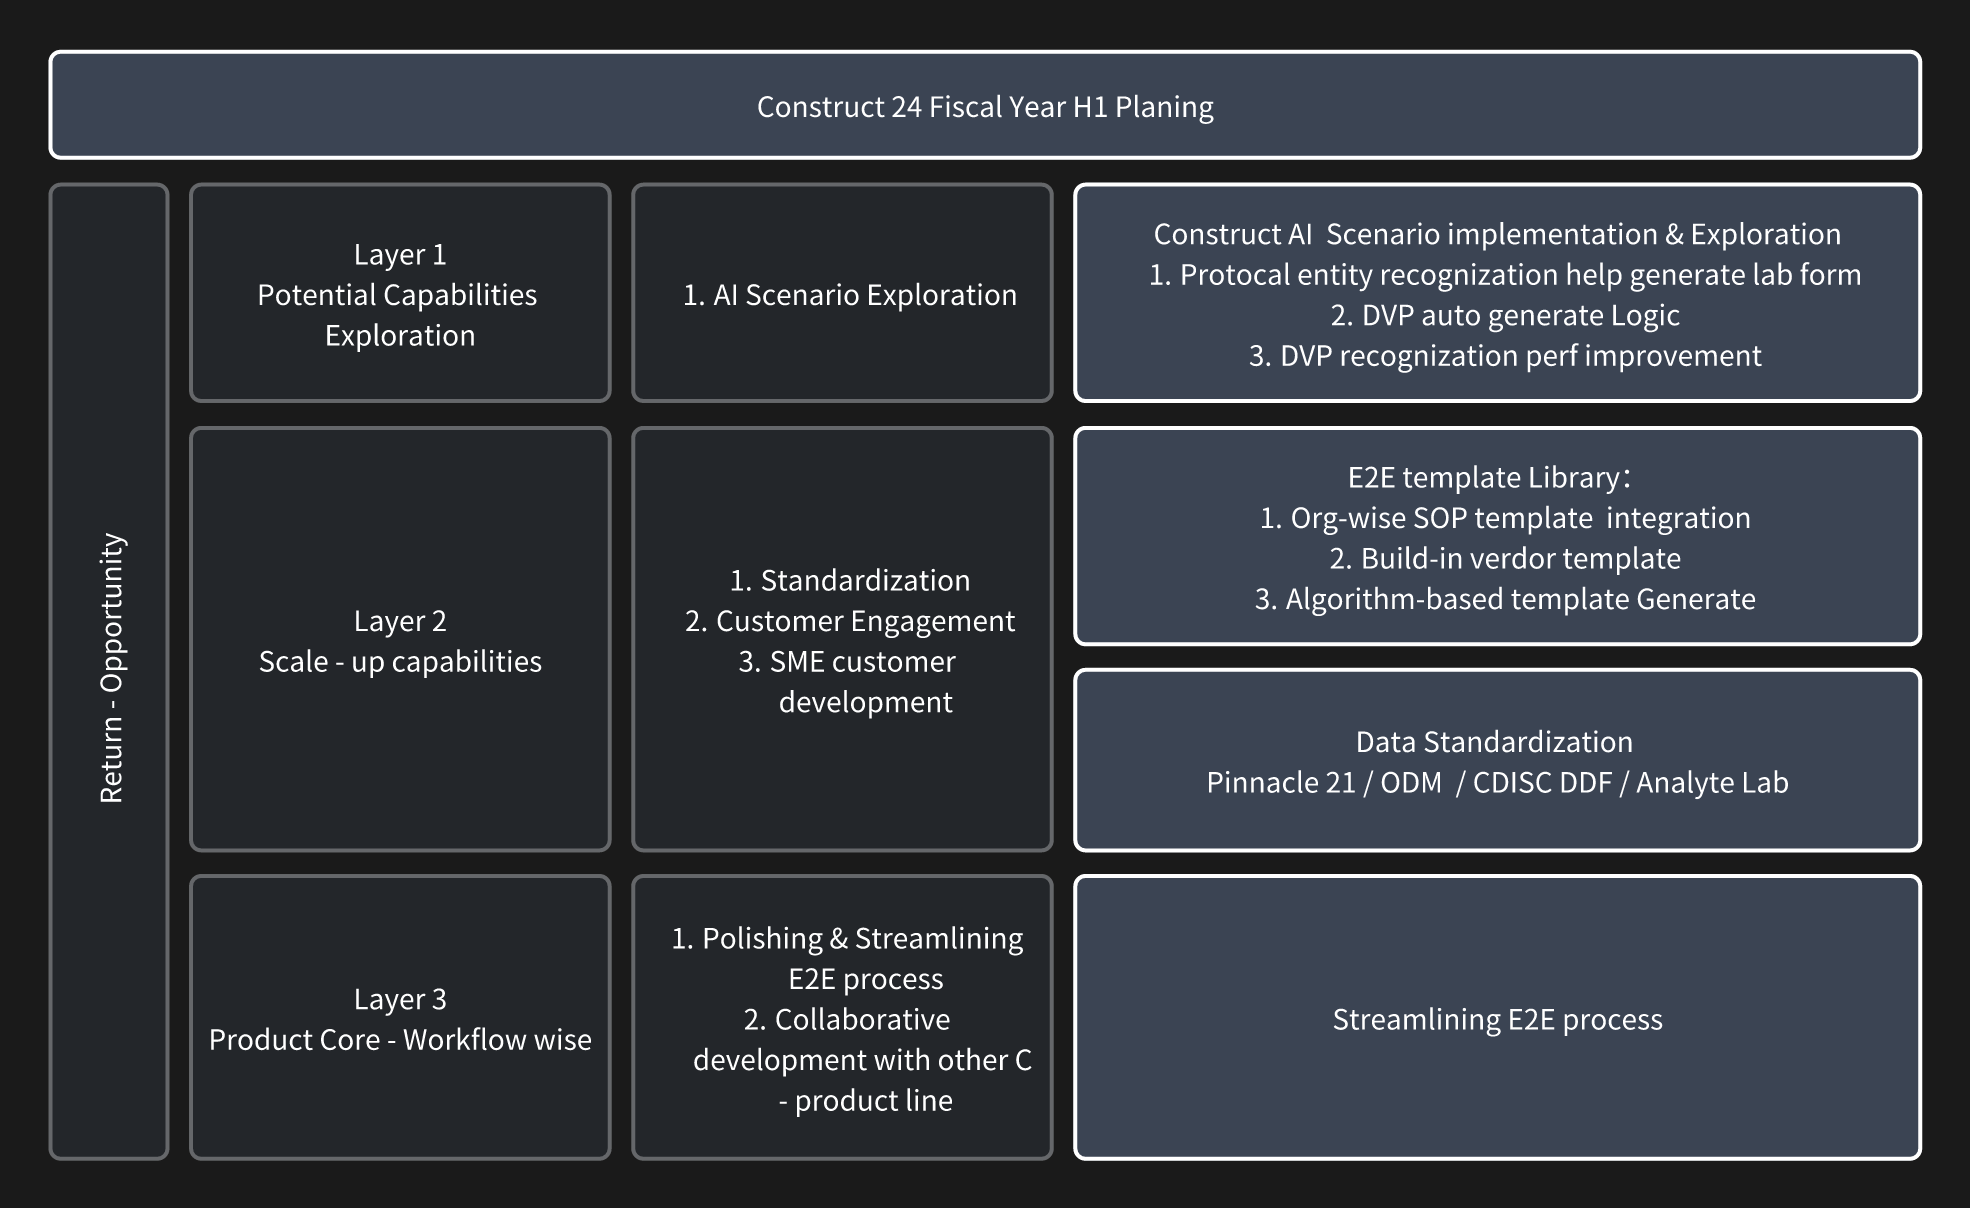 Construct 24 Fiscal Year H1 Planing
Return - Opportunity
Layer 1
Potential Capabilities
Exploration
1. AI Scenario Exploration
Construct AI  Scenario implementation & Exploration
1. Protocal entity recognization help generate lab form
2. DVP auto generate Logic
3. DVP recognization perf improvement
Layer 2
Scale - up capabilities
1. Standardization
2. Customer Engagement
3. SME customer
development
E2E template Library：
1. Org-wise SOP template  integration
2. Build-in verdor template
3. Algorithm-based template Generate
Data Standardization
Pinnacle 21 / ODM  / CDISC DDF / Analyte Lab
Layer 3
Product Core - Workflow wise
1. Polishing & Streamlining
E2E process
2. Collaborative
development with other C
- product line
Streamlining E2E process